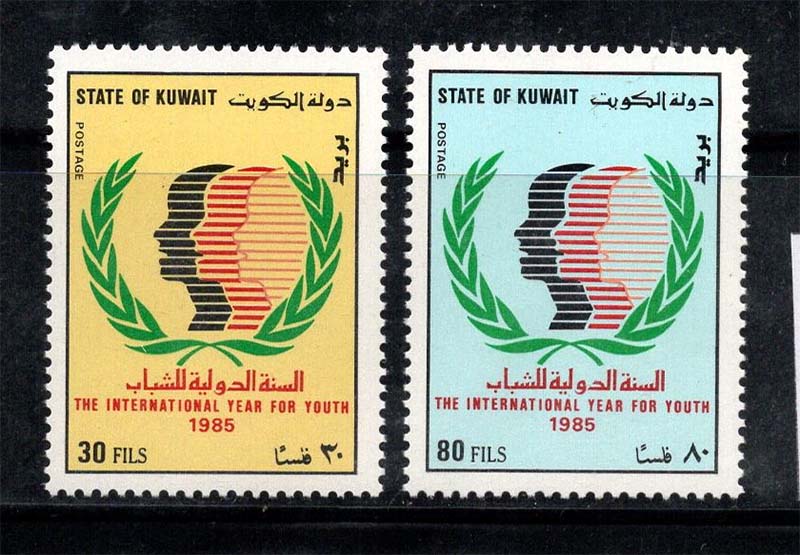 STATE OF KUWAIT دولة الكويت
POSTAGE
بريد
السنة الدولية للشباب
THE INTERNATIONAL YEAR FOR YOUTH
1985
30 FILS ٣٠ فلسًا
STATE OF KUWAIT دولة الكويت
POSTAGE
بريد
السنة الدولية للشباب
THE INTERNATIONAL YEAR FOR YOUTH
1985
80 FILS ٨٠ فلسًا